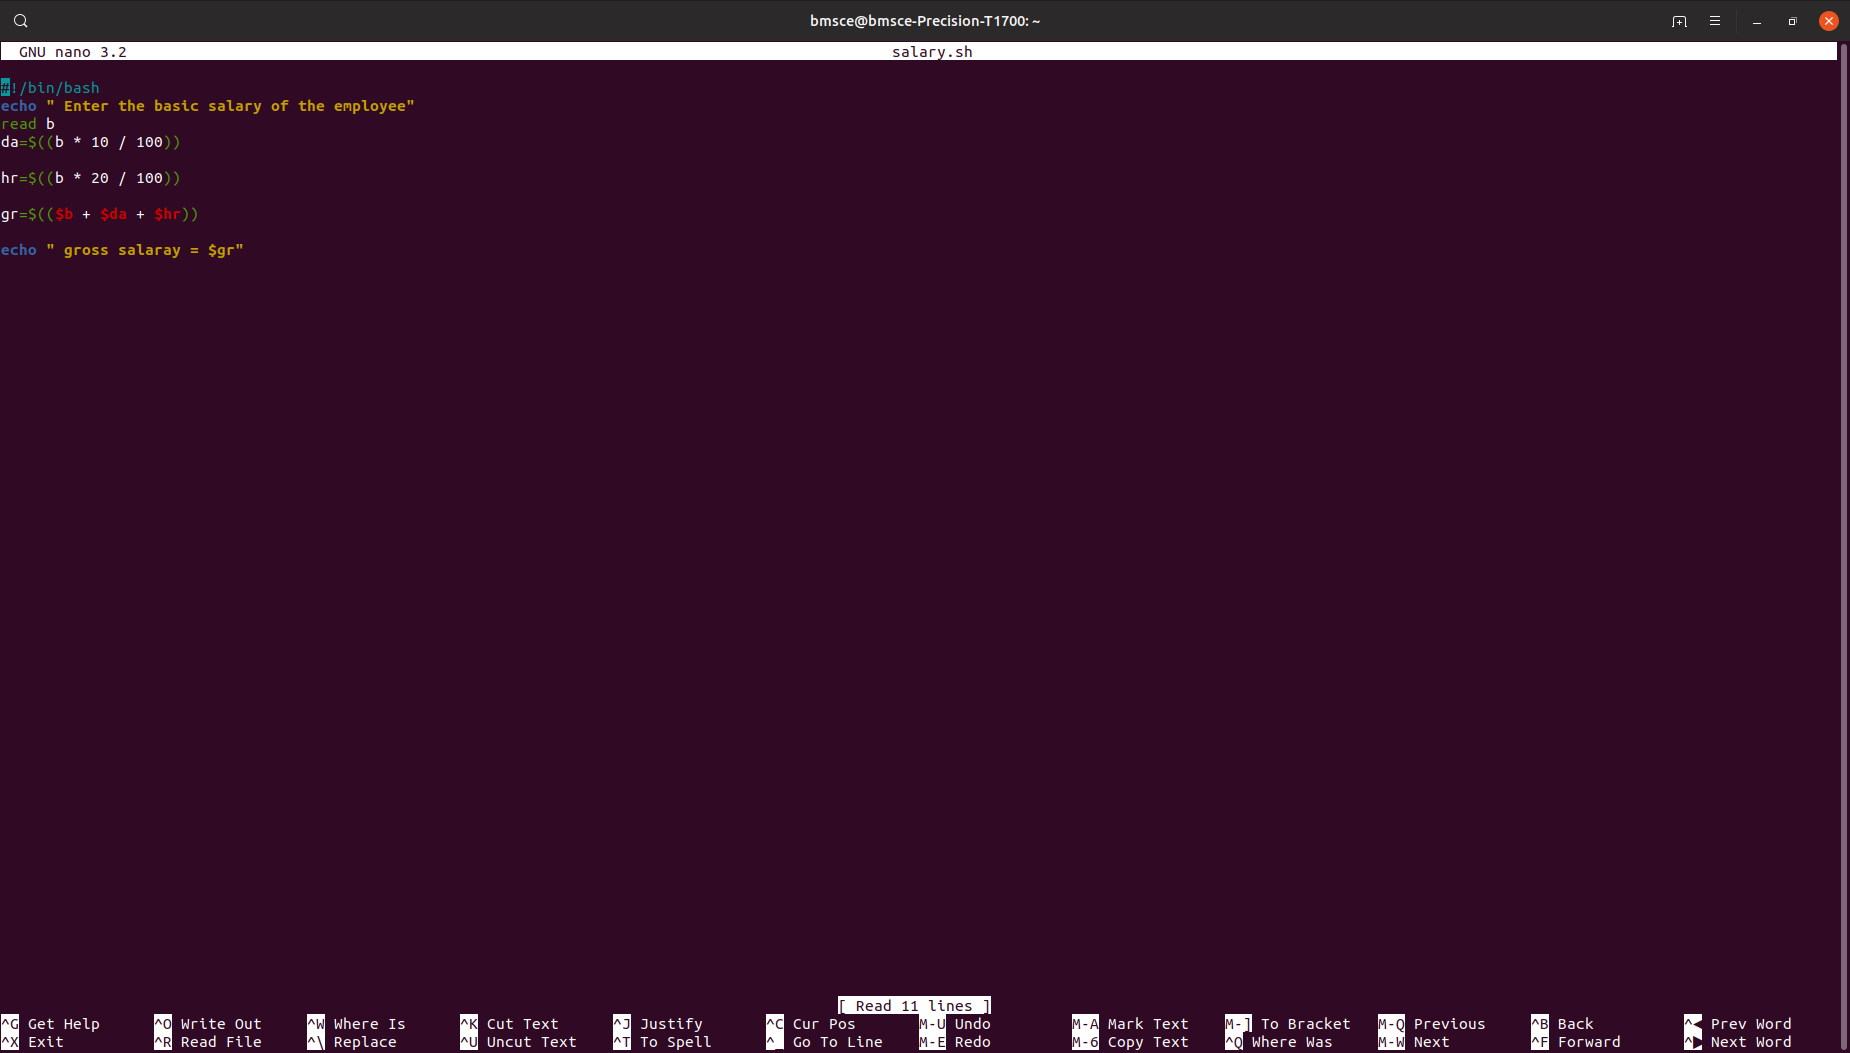 bmsce@bmsce-Precision-T1700: ~
GNU nano 3.2 salary.sh
#!/bin/bash
echo " Enter the basic salary of the employee"
read b
da=$((b * 10 / 100))
hr=$((b * 20 / 100))
gr=$(($b + $da + $hr))
echo " gross salaray = $gr"
[ Read 11 lines ]
^G Get Help ^O Write Out ^W Where Is ^K Cut Text ^J Justify ^C Cur Pos M-U Undo M-A Mark Text M-] To Bracket M-Q Previous ^B Back ^◀ Prev Word
^X Exit ^R Read File ^\ Replace ^U Uncut Text ^T To Spell ^_ Go To Line M-E Redo M-6 Copy Text ^Q Where Was M-W Next ^F Forward ^▶ Next Word